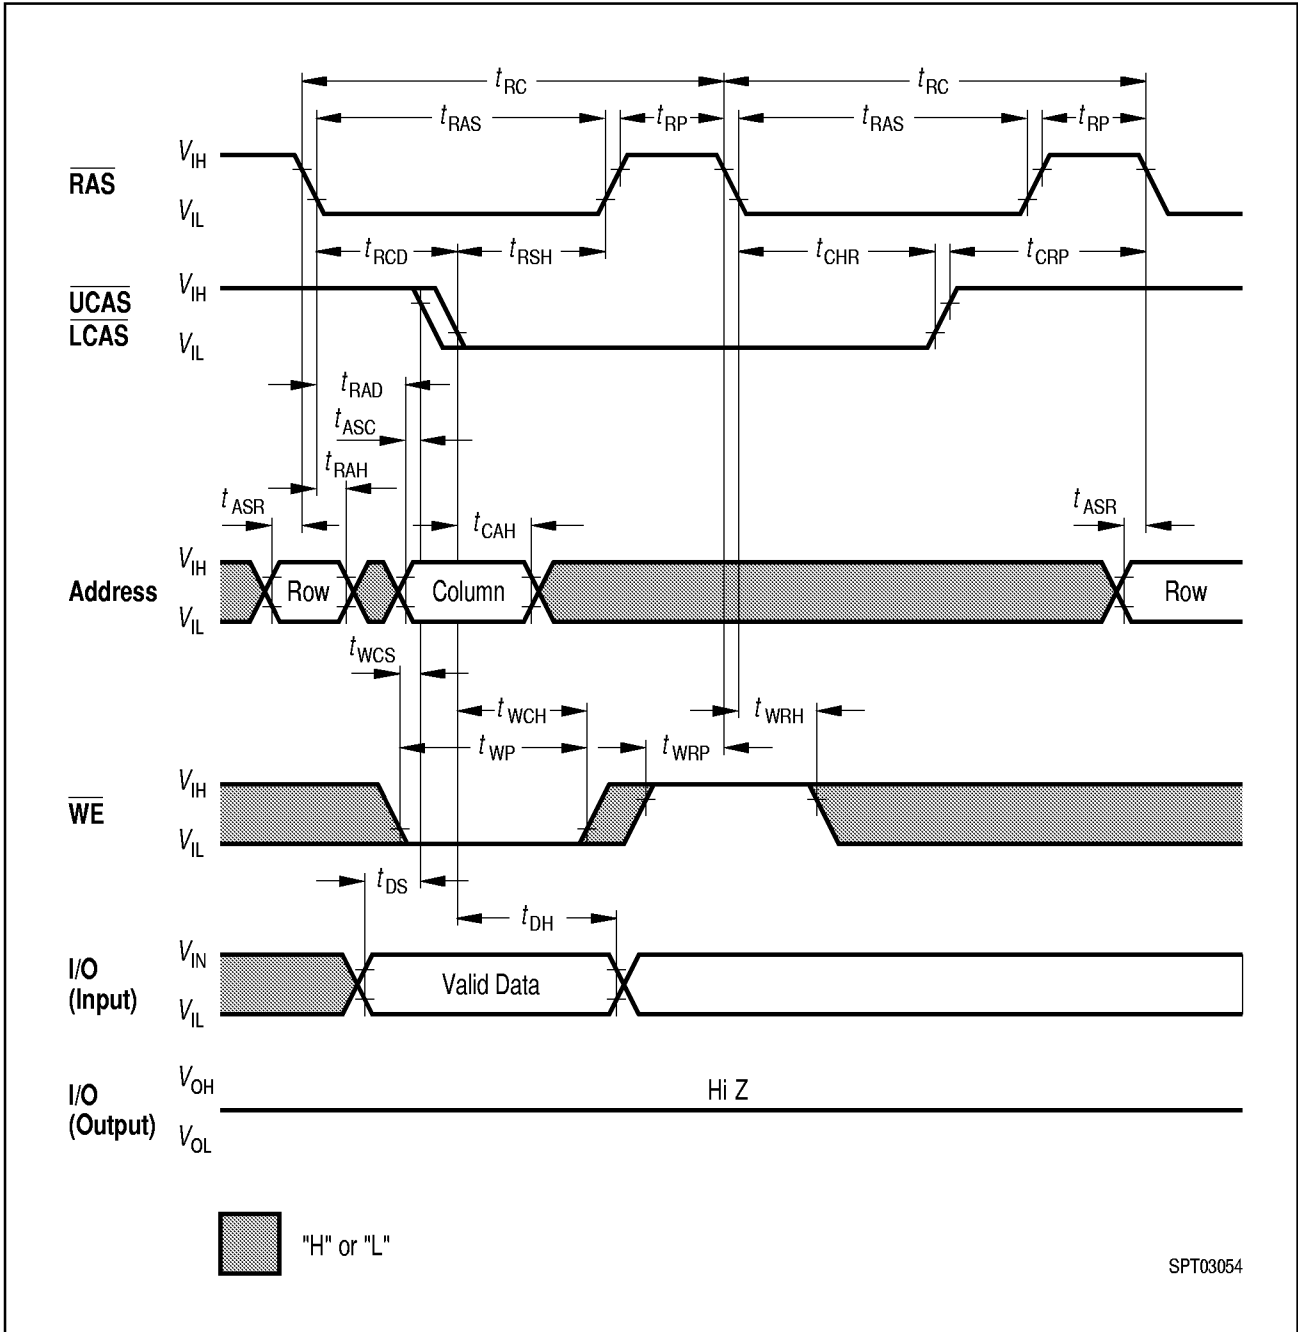 tRC tRC
tRAS tRP tRAS tRP
RAS VIH
VIL
tRCD tRSH tCHR tCRP
UCAS VIH
LCAS VIL
tRAD
tASC
tRAH
tASR tCAH tASR
Address VIH Row Column Row
VIL
tWCS
tWCH tWRH
tWP tWRP
WE VIH
VIL
tDS
tDH
I/O VIN
(Input) Valid Data
VIL
I/O VOH Hi Z
(Output) VOL
"H" or "L"
SPT03054